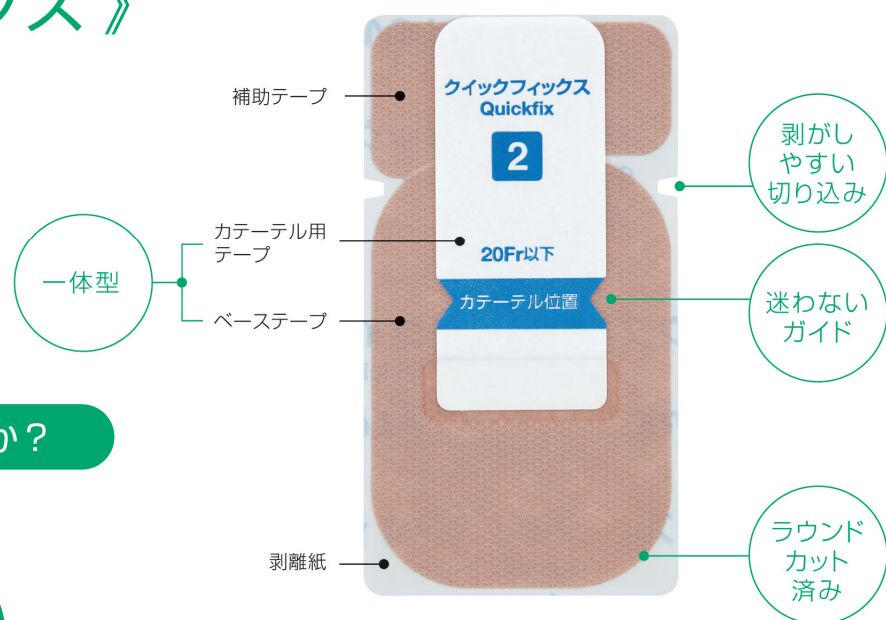 ックス》
補助テープ
クイックフィックス
Quickfix
2
剥がし
やすい
切り込み
カテーテル用
テープ
20Fr以下
一体型
カテーテル位置
迷わない
ガイド
ベーステープ
か？
ラウンド
カット
済み
剥離紙